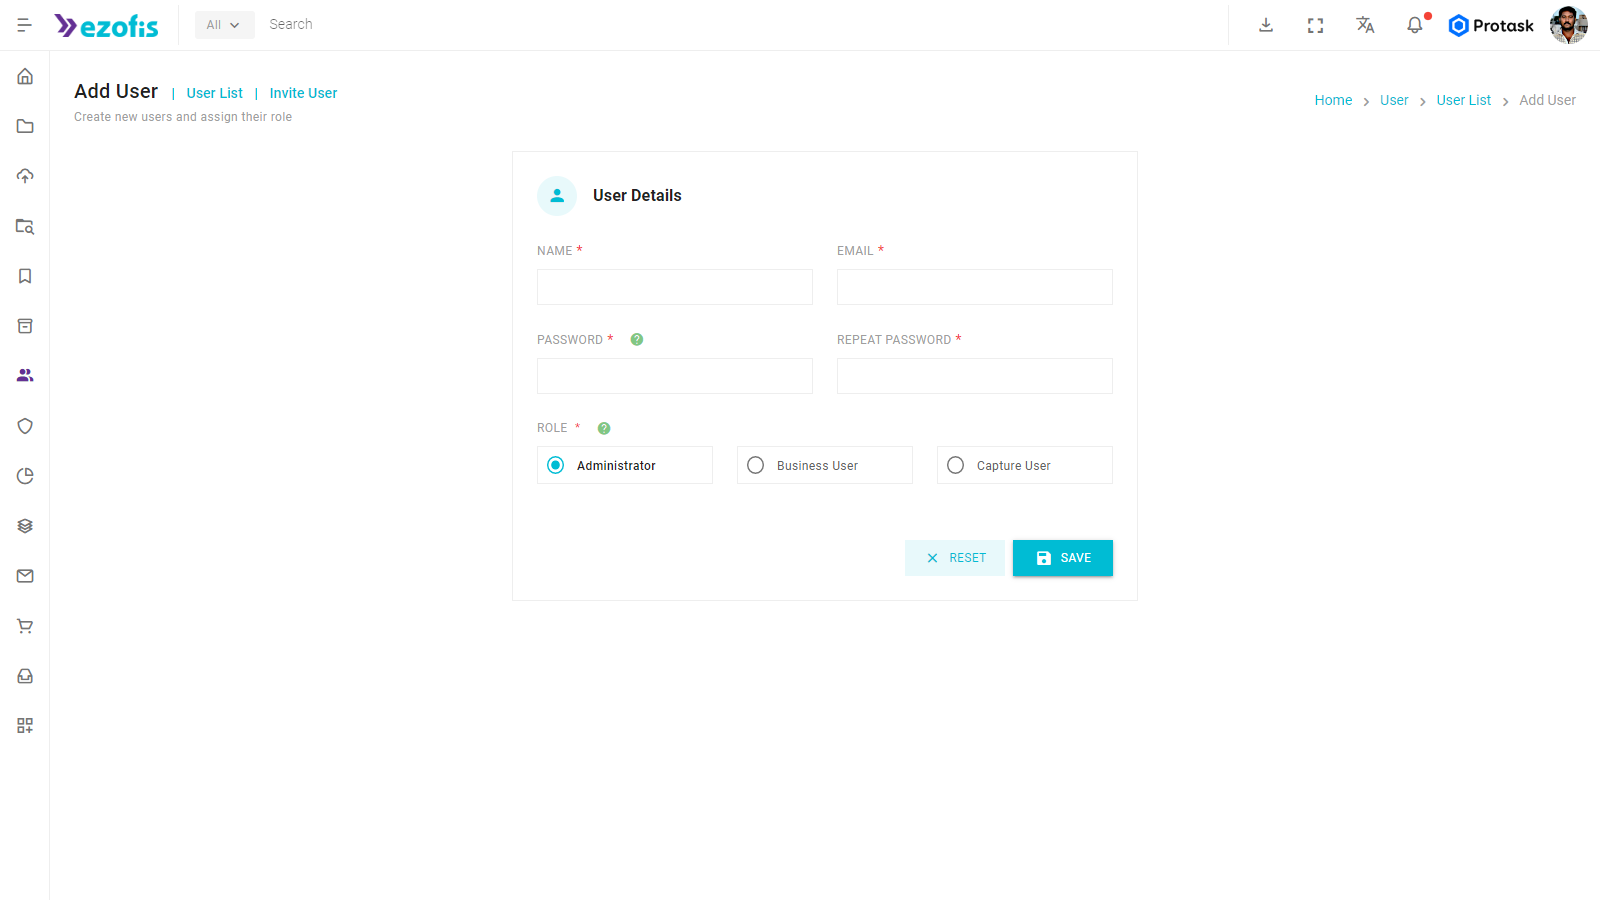 ezofis
All
Search
Protask
Add User | User List | Invite User
Create new users and assign their role
Home > User > User List > Add User
User Details
NAME *
EMAIL *
PASSWORD * ?
REPEAT PASSWORD *
ROLE * ?
Administrator
Business User
Capture User
RESET
SAVE